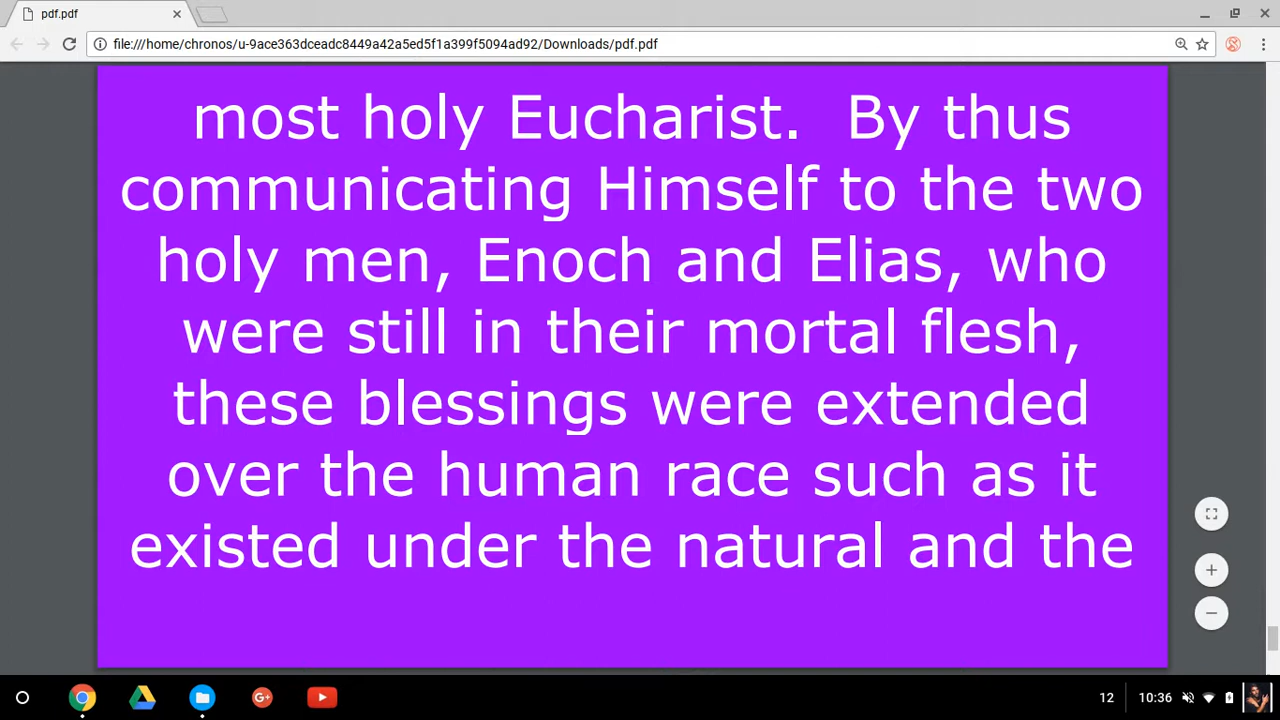 pdf.pdf
file:///home/chronos/u-9ace363dceadc8449a42a5ed5f1a399f5094ad92/Downloads/pdf.pdf
most holy Eucharist.  By thus
communicating Himself to the two
holy men, Enoch and Elias, who
were still in their mortal flesh,
these blessings were extended
over the human race such as it
existed under the natural and the
12 10:36